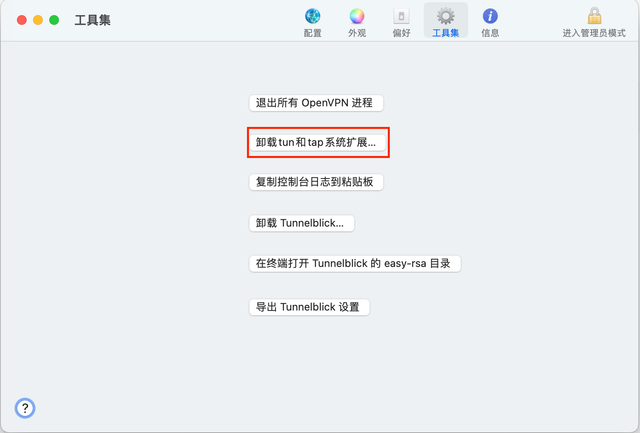 工具集
配置
外观
偏好
工具集
信息
进入管理员模式
退出所有 OpenVPN 进程
卸载tun和tap系统扩展...
复制控制台日志到粘贴板
卸载 Tunnelblick...
在终端打开 Tunnelblick 的 easy-rsa 目录
导出 Tunnelblick 设置
?